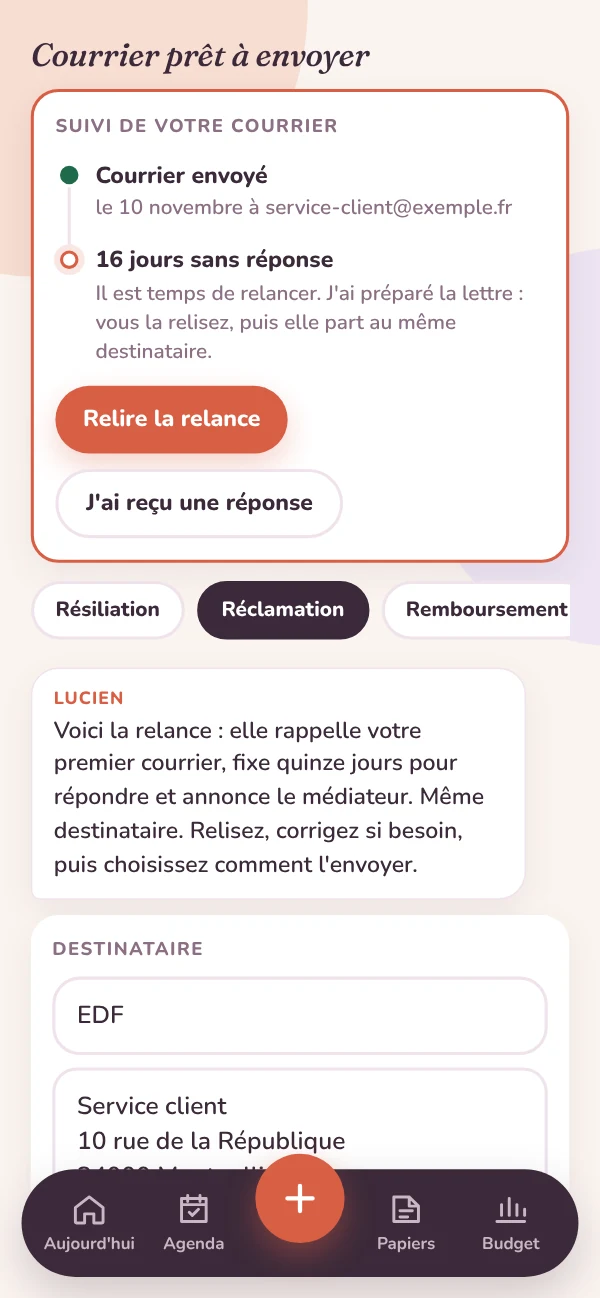 Courrier prêt à envoyer
SUIVI DE VOTRE COURRIER
Courrier envoyé
le 10 novembre à service-client@exemple.fr
16 jours sans réponse
Il est temps de relancer. J'ai préparé la lettre :
vous la relisez, puis elle part au même
destinataire.
Relire la relance
J'ai reçu une réponse
Résiliation
Réclamation
Remboursement
LUCIEN
Voici la relance : elle rappelle votre
premier courrier, fixe quinze jours pour
répondre et annonce le médiateur. Même
destinataire. Relisez, corrigez si besoin,
puis choisissez comment l'envoyer.
DESTINATAIRE
EDF
Service client
10 rue de la République
Aujourd'hui
Agenda
Papiers
Budget